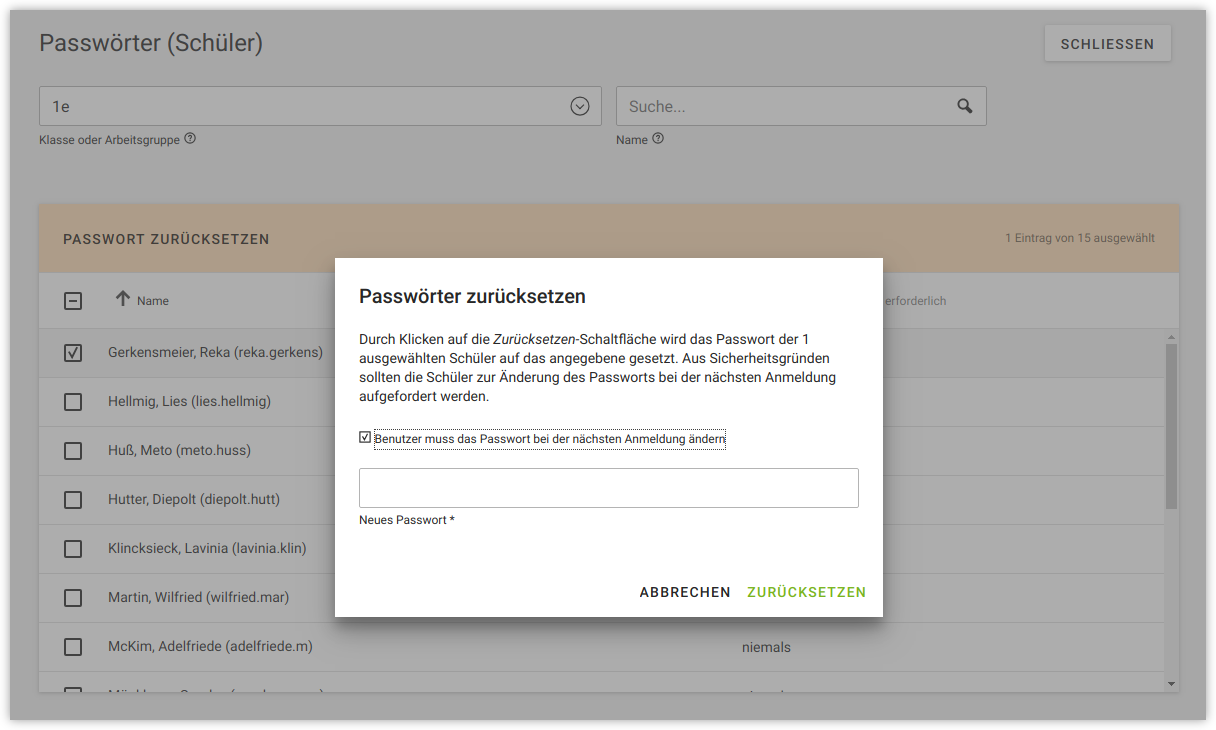 Passwörter (Schüler)
SCHLIESSEN
1e
Suche...
Klasse oder Arbeitsgruppe
Name
PASSWORT ZURÜCKSETZEN
1 Eintrag von 15 ausgewählt
Name
erforderlich
Passwörter zurücksetzen
Durch Klicken auf die Zurücksetzen-Schaltfläche wird das Passwort der 1
ausgewählten Schüler auf das angegebene gesetzt. Aus Sicherheitsgründen
sollten die Schüler zur Änderung des Passworts bei der nächsten Anmeldung
aufgefordert werden.
Benutzer muss das Passwort bei der nächsten Anmeldung ändern
Neues Passwort *
ABBRECHEN
ZURÜCKSETZEN
Gerkensmeier, Reka (reka.gerkens)
Hellmig, Lies (lies.hellmig)
Huß, Meto (meto.huss)
Hutter, Diepolt (diepolt.hutt)
Klincksieck, Lavinia (lavinia.klin)
Martin, Wilfried (wilfried.mar)
McKim, Adelfriede (adelfriede.m)
niemals